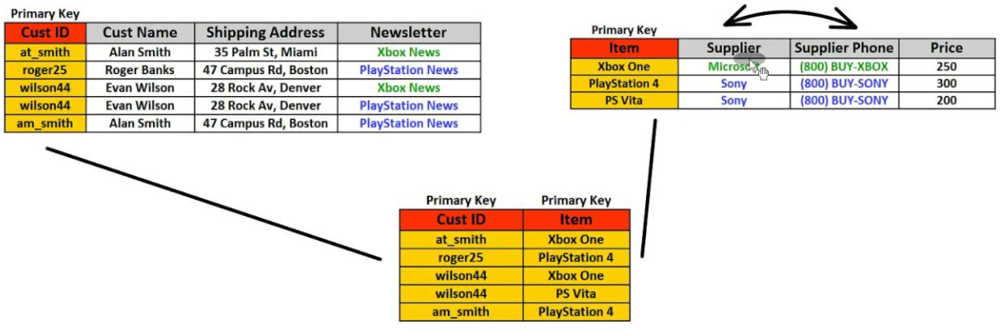 Primary Key
Cust ID Cust Name Shipping Address Newsletter
at_smith Alan Smith 35 Palm St, Miami Xbox News
roger25 Roger Banks 47 Campus Rd, Boston PlayStation News
wilson44 Evan Wilson 28 Rock Av, Denver Xbox News
wilson44 Evan Wilson 28 Rock Av, Denver PlayStation News
am_smith Alan Smith 47 Campus Rd, Boston PlayStation News
Primary Key
Item Supplier Supplier Phone Price
Xbox One Microsoft (800) BUY-XBOX 250
PlayStation 4 Sony (800) BUY-SONY 300
PS Vita Sony (800) BUY-SONY 200
Primary Key Primary Key
Cust ID Item
at_smith Xbox One
roger25 PlayStation 4
wilson44 Xbox One
wilson44 PS Vita
am_smith PlayStation 4